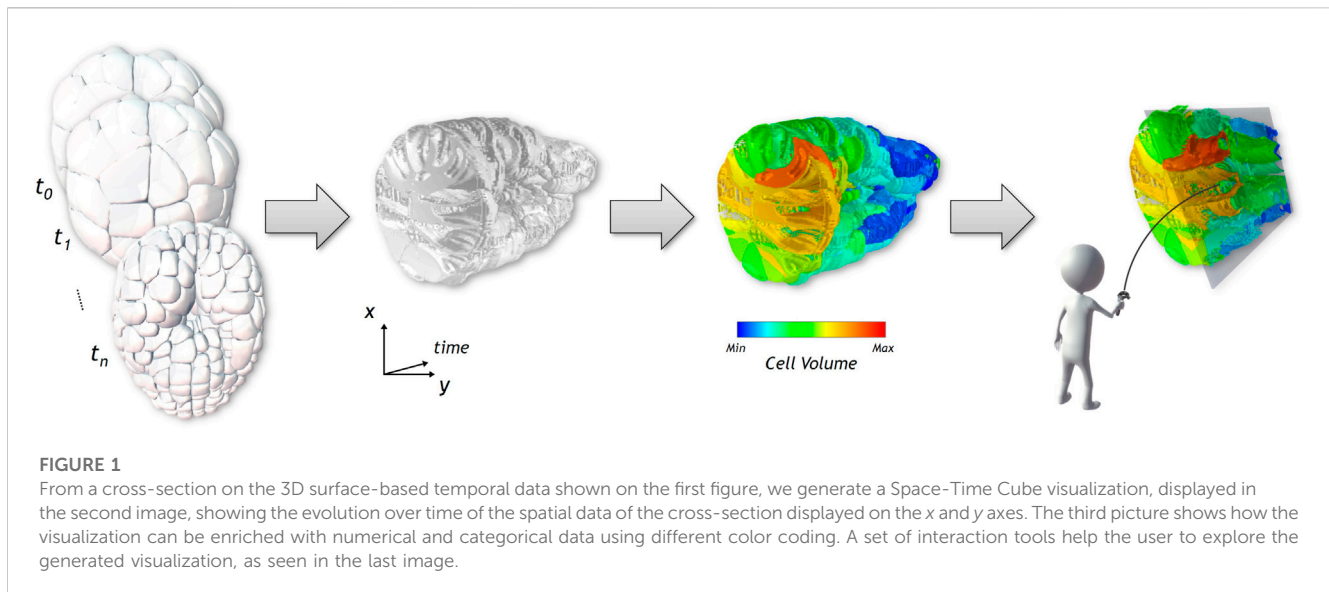 t0
t1
......
tn
x
time
y
Min
Max
Cell Volume
FIGURE 1
From a cross-section on the 3D surface-based temporal data shown on the first figure, we generate a Space-Time Cube visualization, displayed in
the second image, showing the evolution over time of the spatial data of the cross-section displayed on the x and y axes. The third picture shows how the
visualization can be enriched with numerical and categorical data using different color coding. A set of interaction tools help the user to explore the
generated visualization, as seen in the last image.